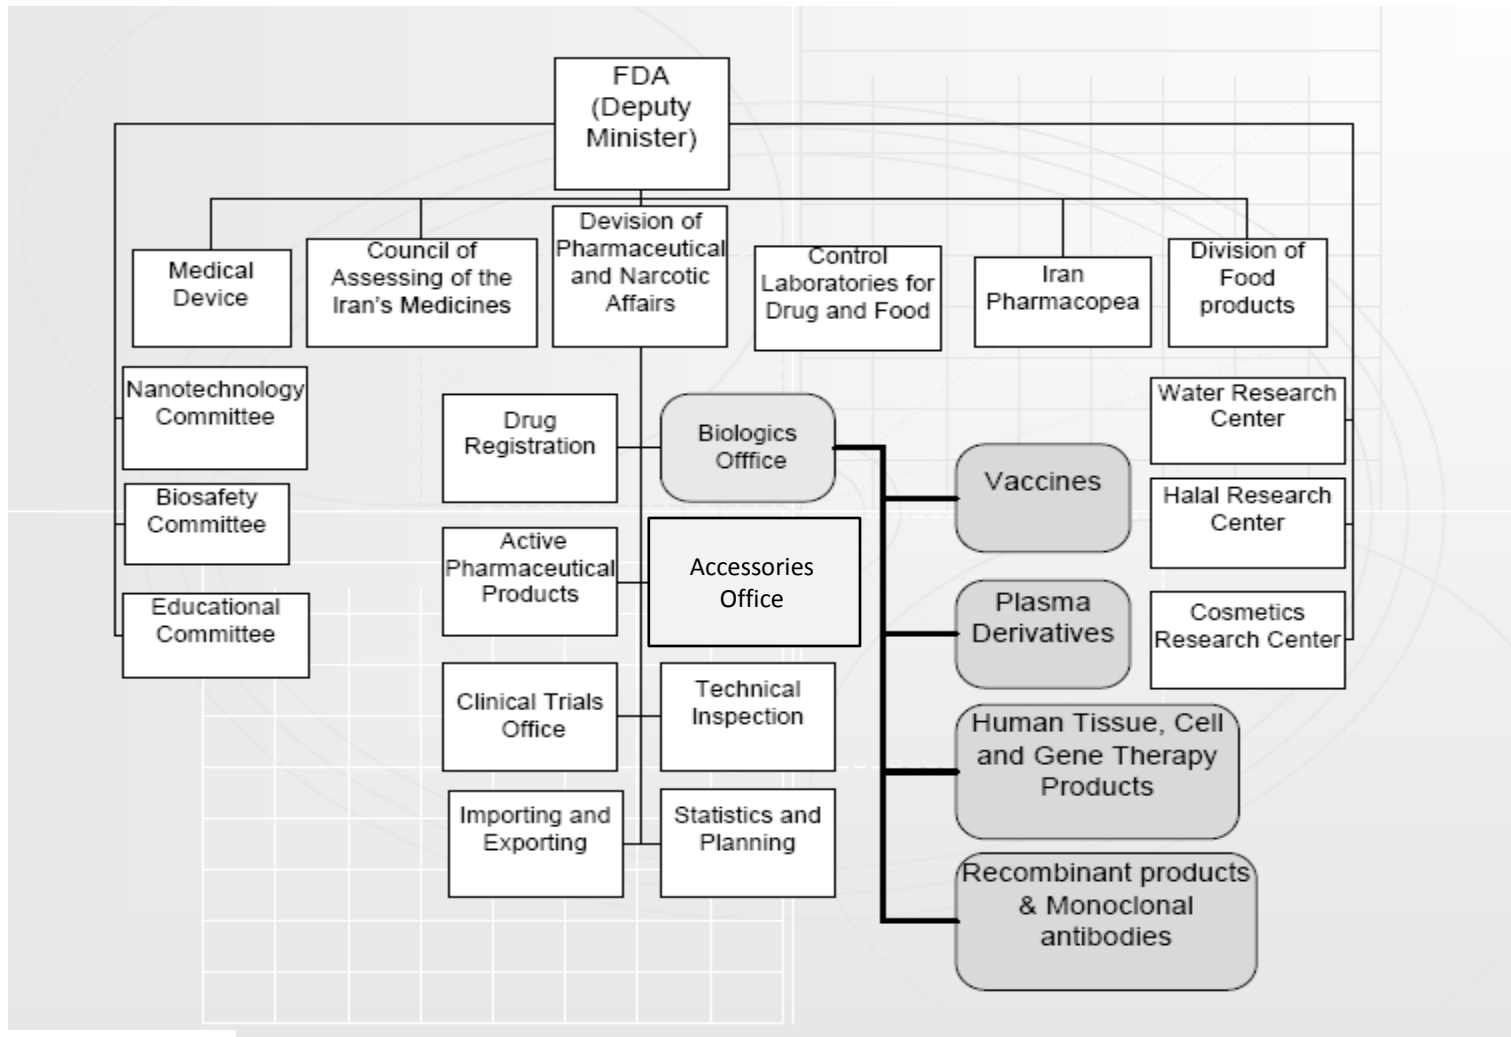 FDA
(Deputy
Minister)
Medical
Device
Council of
Assessing of the
Iran's Medicines
Devision of
Pharmaceutical
and Narcotic
Affairs
Control
Laboratories for
Drug and Food
Iran
Pharmacopea
Division of
Food
products
Nanotechnology
Committee
Biosafety
Committee
Educational
Committee
Drug
Registration
Biologics
Offfice
Active
Pharmaceutical
Products
Accessories
Office
Clinical Trials
Office
Technical
Inspection
Importing and
Exporting
Statistics and
Planning
Vaccines
Plasma
Derivatives
Human Tissue, Cell
and Gene Therapy
Products
Recombinant products
& Monoclonal
antibodies
Water Research
Center
Halal Research
Center
Cosmetics
Research Center